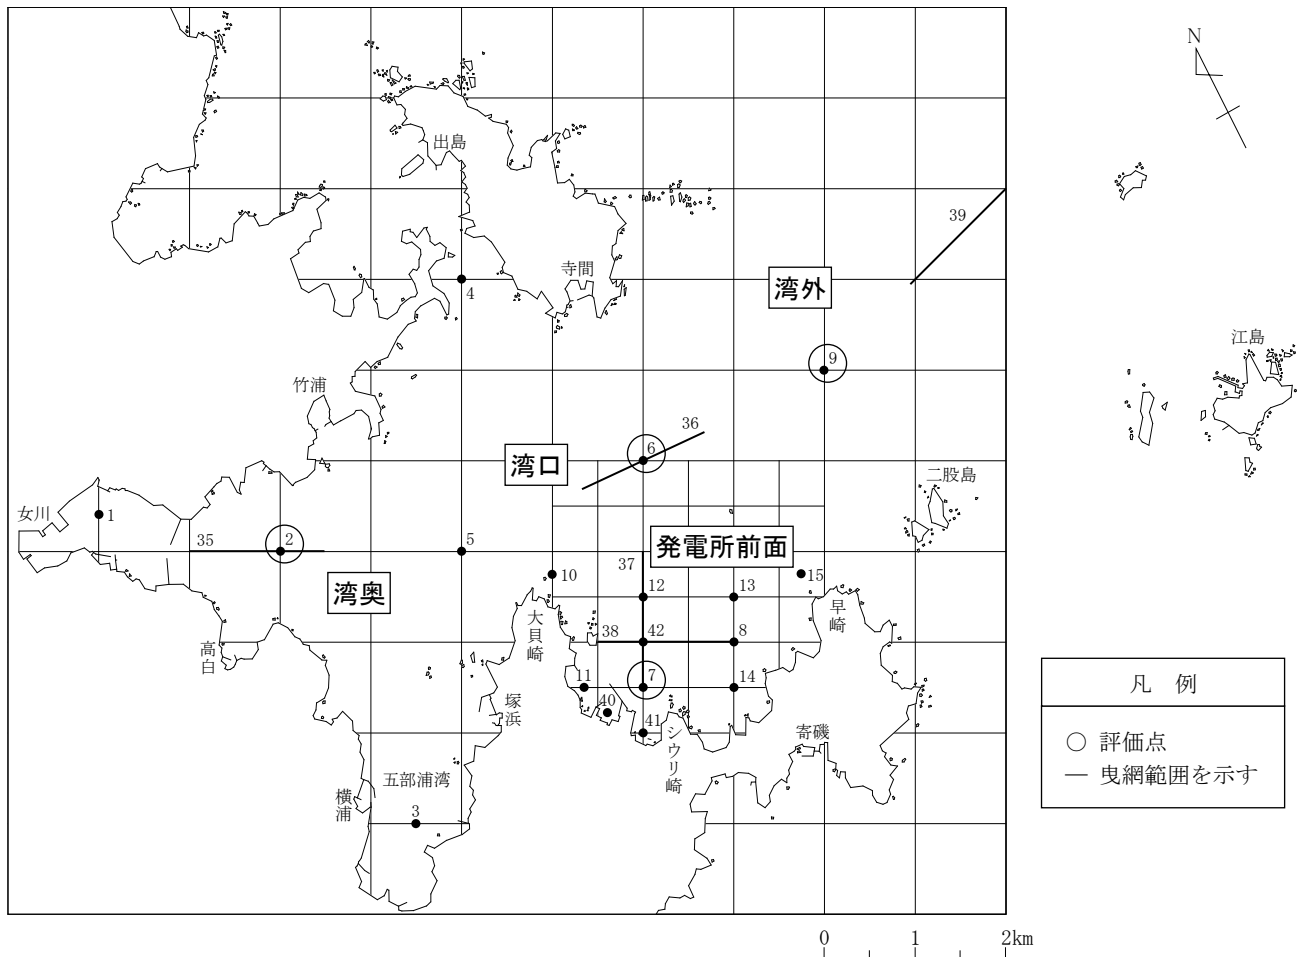 N
出島
39
4
寺間
湾外
江島
9
竹浦
36
湾口
6
二股島
女川
1
35
2
5
発電所前面
37
湾奥
10
12
13
15
大貝崎
早崎
38
42
8
高白
11
7
14
40
塚浜
41
シウリ崎
寄磯
五部浦湾
横浦
3
凡 例
○ 評価点
― 曳網範囲を示す
0 1 2km